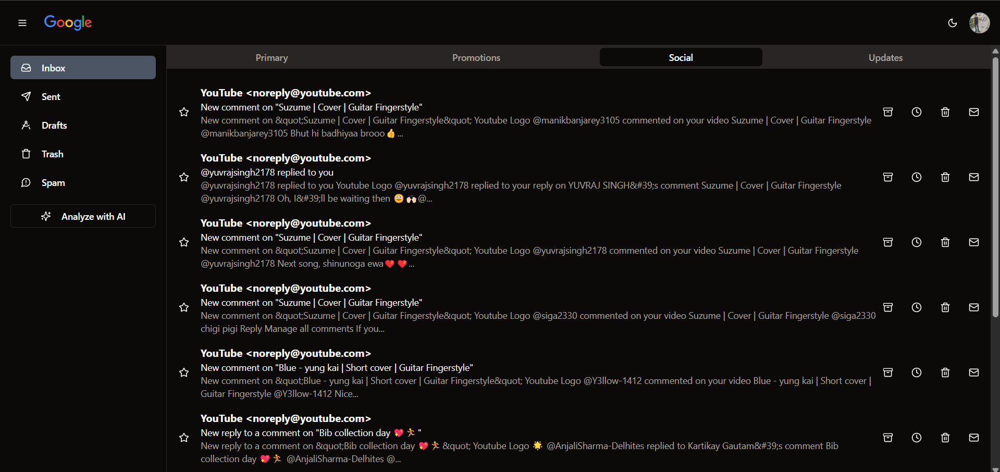 Google
Inbox
Sent
Drafts
Trash
Spam
Analyze with AI
Primary
Promotions
Social
Updates
YouTube <noreply@youtube.com>
New comment on "Suzume | Cover | Guitar Fingerstyle"
New comment on &quot;Suzume | Cover | Guitar Fingerstyle&quot; Youtube Logo @manikbanjarey3105 commented on your video Suzume | Cover | Guitar Fingerstyle
@manikbanjarey3105 Bhut hi badhiyaa brooo👍...
YouTube <noreply@youtube.com>
@yuvrajsingh2178 replied to you
@yuvrajsingh2178 replied to you Youtube Logo @yuvrajsingh2178 replied to your reply on YUVRAJ SINGH&#39;s comment Suzume | Cover | Guitar Fingerstyle
@yuvrajsingh2178 Oh, I&#39;ll be waiting then 🙂🙌🏻@...
YouTube <noreply@youtube.com>
New comment on "Suzume | Cover | Guitar Fingerstyle"
New comment on &quot;Suzume | Cover | Guitar Fingerstyle&quot; Youtube Logo @yuvrajsingh2178 commented on your video Suzume | Cover | Guitar Fingerstyle
@yuvrajsingh2178 Next song, shinunoga ewa❤️❤️...
YouTube <noreply@youtube.com>
New comment on "Suzume | Cover | Guitar Fingerstyle"
New comment on &quot;Suzume | Cover | Guitar Fingerstyle&quot; Youtube Logo @siga2330 commented on your video Suzume | Cover | Guitar Fingerstyle @siga2330
chigi pigi Reply Manage all comments If you...
YouTube <noreply@youtube.com>
New comment on "Blue - yung kai | Short cover | Guitar Fingerstyle"
New comment on &quot;Blue - yung kai | Short cover | Guitar Fingerstyle&quot; Youtube Logo @Y3llow-1412 commented on your video Blue - yung kai | Short cover |
Guitar Fingerstyle @Y3llow-1412 Nice...
YouTube <noreply@youtube.com>
New reply to a comment on "Bib collection day 💖🏃"
New reply to a comment on &quot;Bib collection day 💖🏃&quot; Youtube Logo 🌟 @AnjaliSharma-Delhites replied to Kartikay Gautam&#39;s comment Bib
collection day 💖🏃 @AnjaliSharma-Delhites @...